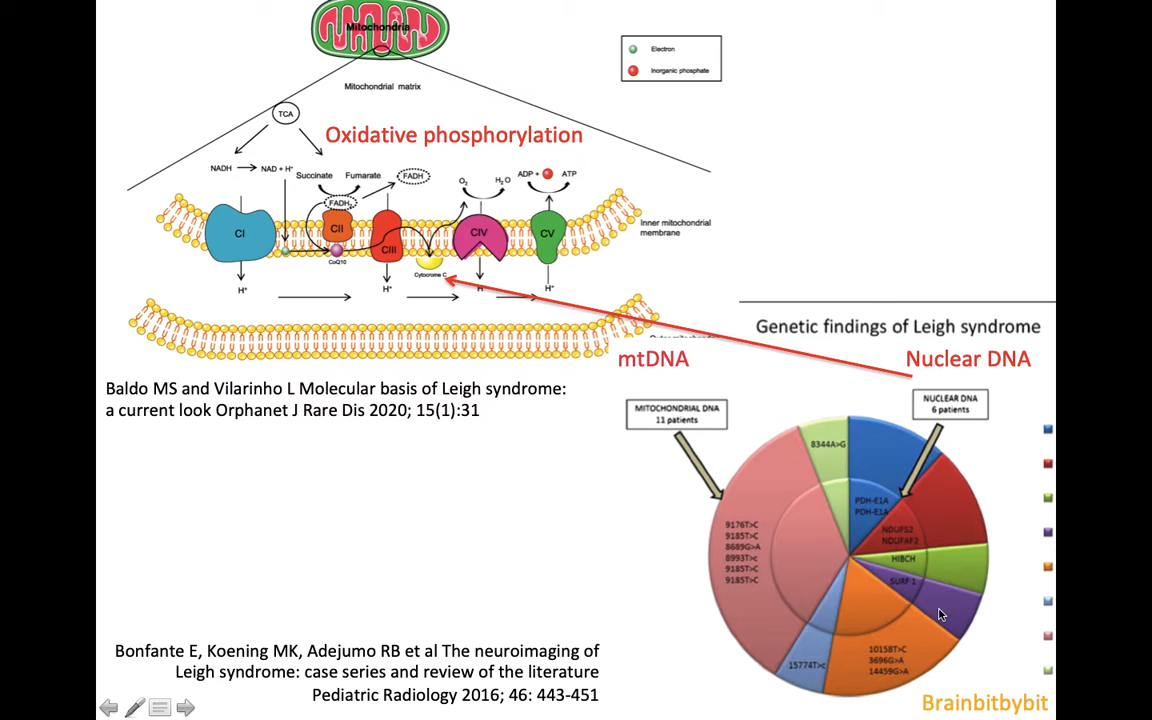 Mitochondria
Electron
Inorganic phosphate
Mitochondrial matrix
TCA
Oxidative phosphorylation
NADH
NAD + H⁺
Succinate
Fumarate
FADH
O₂
H₂O
ADP +
ATP
FADH₂
CI
CII
CIII
CIV
CV
Inner mitochondrial
membrane
CoQ10
Cytocrome C
H⁺
H⁺
H
H⁺
Genetic findings of Leigh syndrome
mtDNA
Nuclear DNA
Baldo MS and Vilarinho L Molecular basis of Leigh syndrome:
a current look Orphanet J Rare Dis 2020; 15(1):31
MITOCHONDRIAL DNA
11 patients
NUCLEAR DNA
6 patients
8344A>G
PDH-E1A
PDH-E1A
NDUFS2
NDUFAF2
HIBCH
SURF 1
9176T>C
9185T>C
8689G>A
8993T>c
9185T>C
9185T>C
10158T>C
3696G>A
14459G>A
15774T>c
Bonfante E, Koening MK, Adejumo RB et al The neuroimaging of
Leigh syndrome: case series and review of the literature
Pediatric Radiology 2016; 46: 443-451
Brainbitbybit